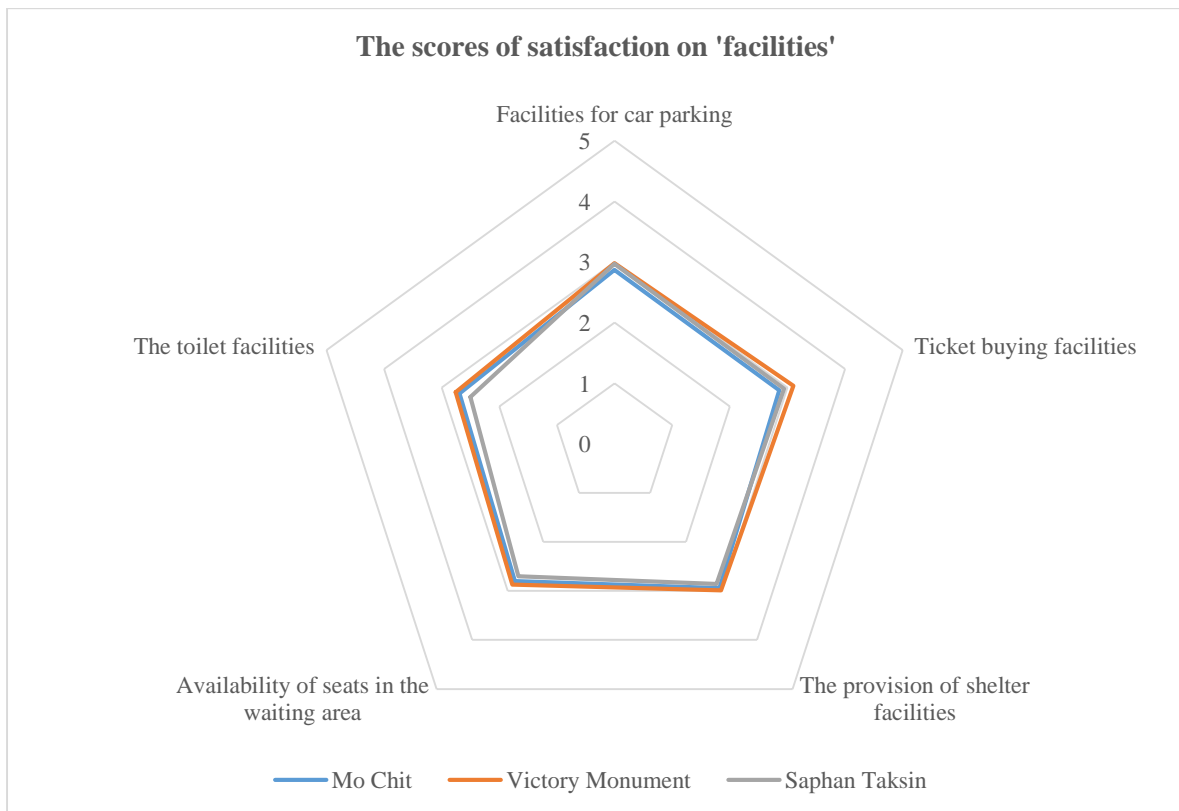 The scores of satisfaction on 'facilities'
Facilities for car parking
5
4
3
2
1
0
The toilet facilities
Ticket buying facilities
Availability of seats in the
waiting area
The provision of shelter
facilities
Mo Chit
Victory Monument
Saphan Taksin